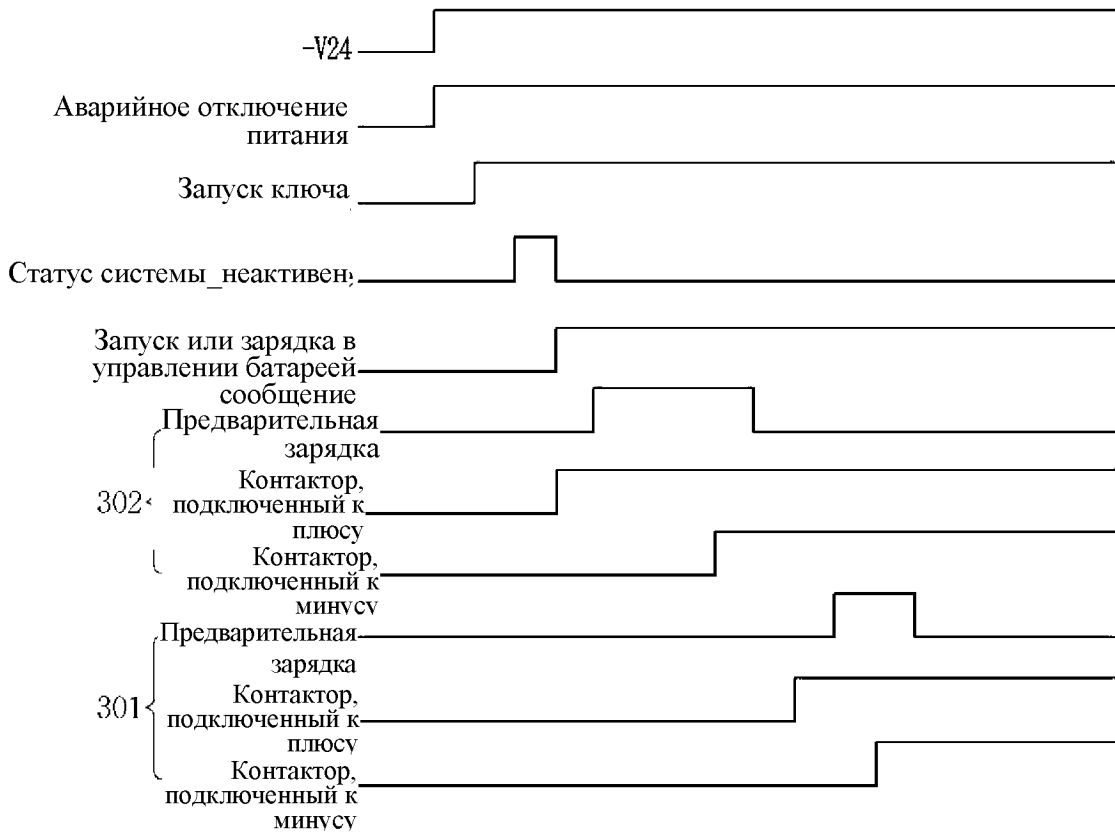 -V24
Аварийное отключение
питания
Запуск ключа
Статус системы_неактивен
Запуск или зарядка в
управлении батареей
сообщение
302
Предварительная
зарядка
Контактор,
подключенный к
плюсу
Контактор,
подключенный к
минусу
301
Предварительная
зарядка
Контактор,
подключенный к
плюсу
Контактор,
подключенный к
минусу